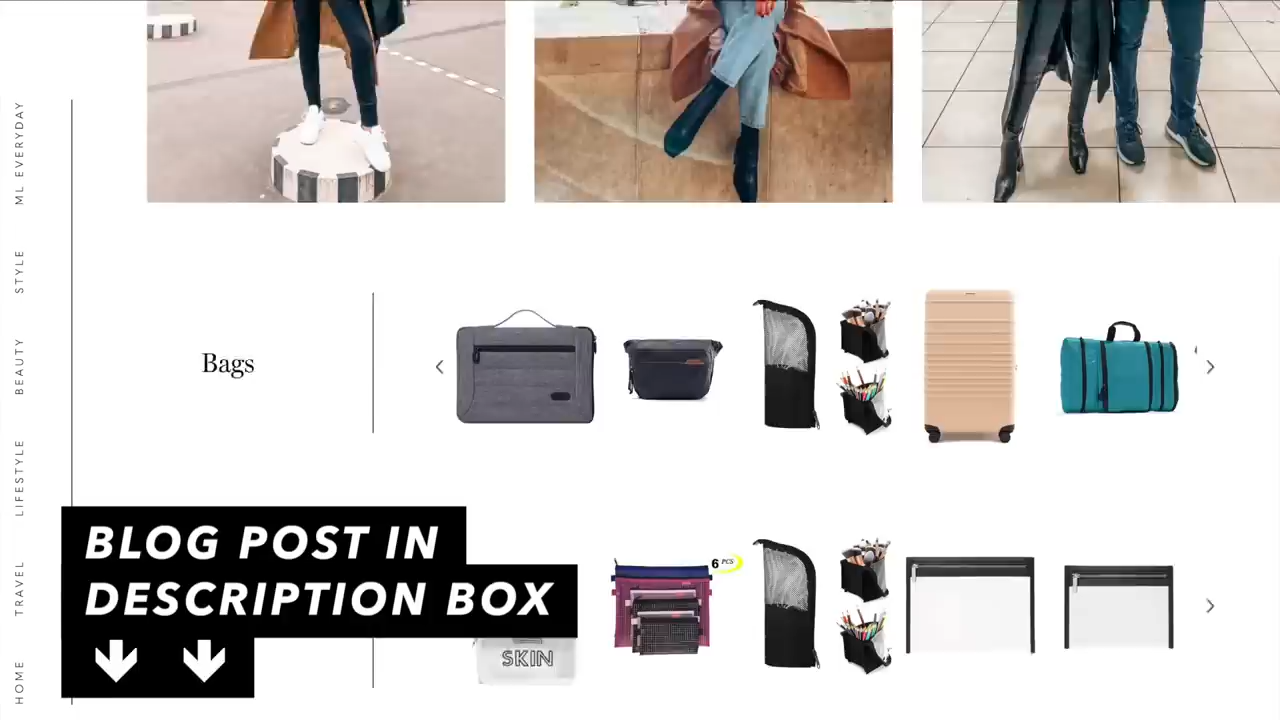 ML EVERYDAY
STYLE
BEAUTY
LIFESTYLE
TRAVEL
HOME
Bags
6 PCS
BLOG POST IN
DESCRIPTION BOX
SKIN